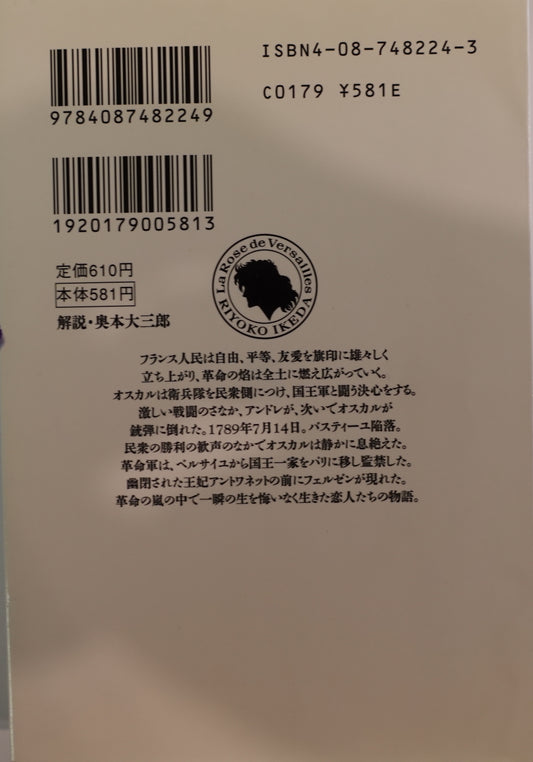 ISBN4-08-748224-3
C0179 ¥581E
9784087482249
1920179005813
定価610円
本体581円
解説・奥本大三郎
La Rose de Versailles
RIYOKO IKEDA
フランス人民は自由、平等、友愛を旗印に雄々しく
立ち上がり、革命の焔は全土に燃え広がっていく。
オスカルは衛兵隊を民衆側につけ、国王軍と闘う決心をする。
激しい戦闘のさなか、アンドレが、次いでオスカルが
銃弾に倒れた。1789年7月14日。バスティーユ陥落。
民衆の勝利の歓声のなかでオスカルは静かに息絶えた。
革命軍は、ベルサイユから国王一家をパリに移し監禁した。
幽閉された王妃アントワネットの前にフェルゼンが現れた。
革命の嵐の中で一瞬の生を悔いなく生きた恋人たちの物語。